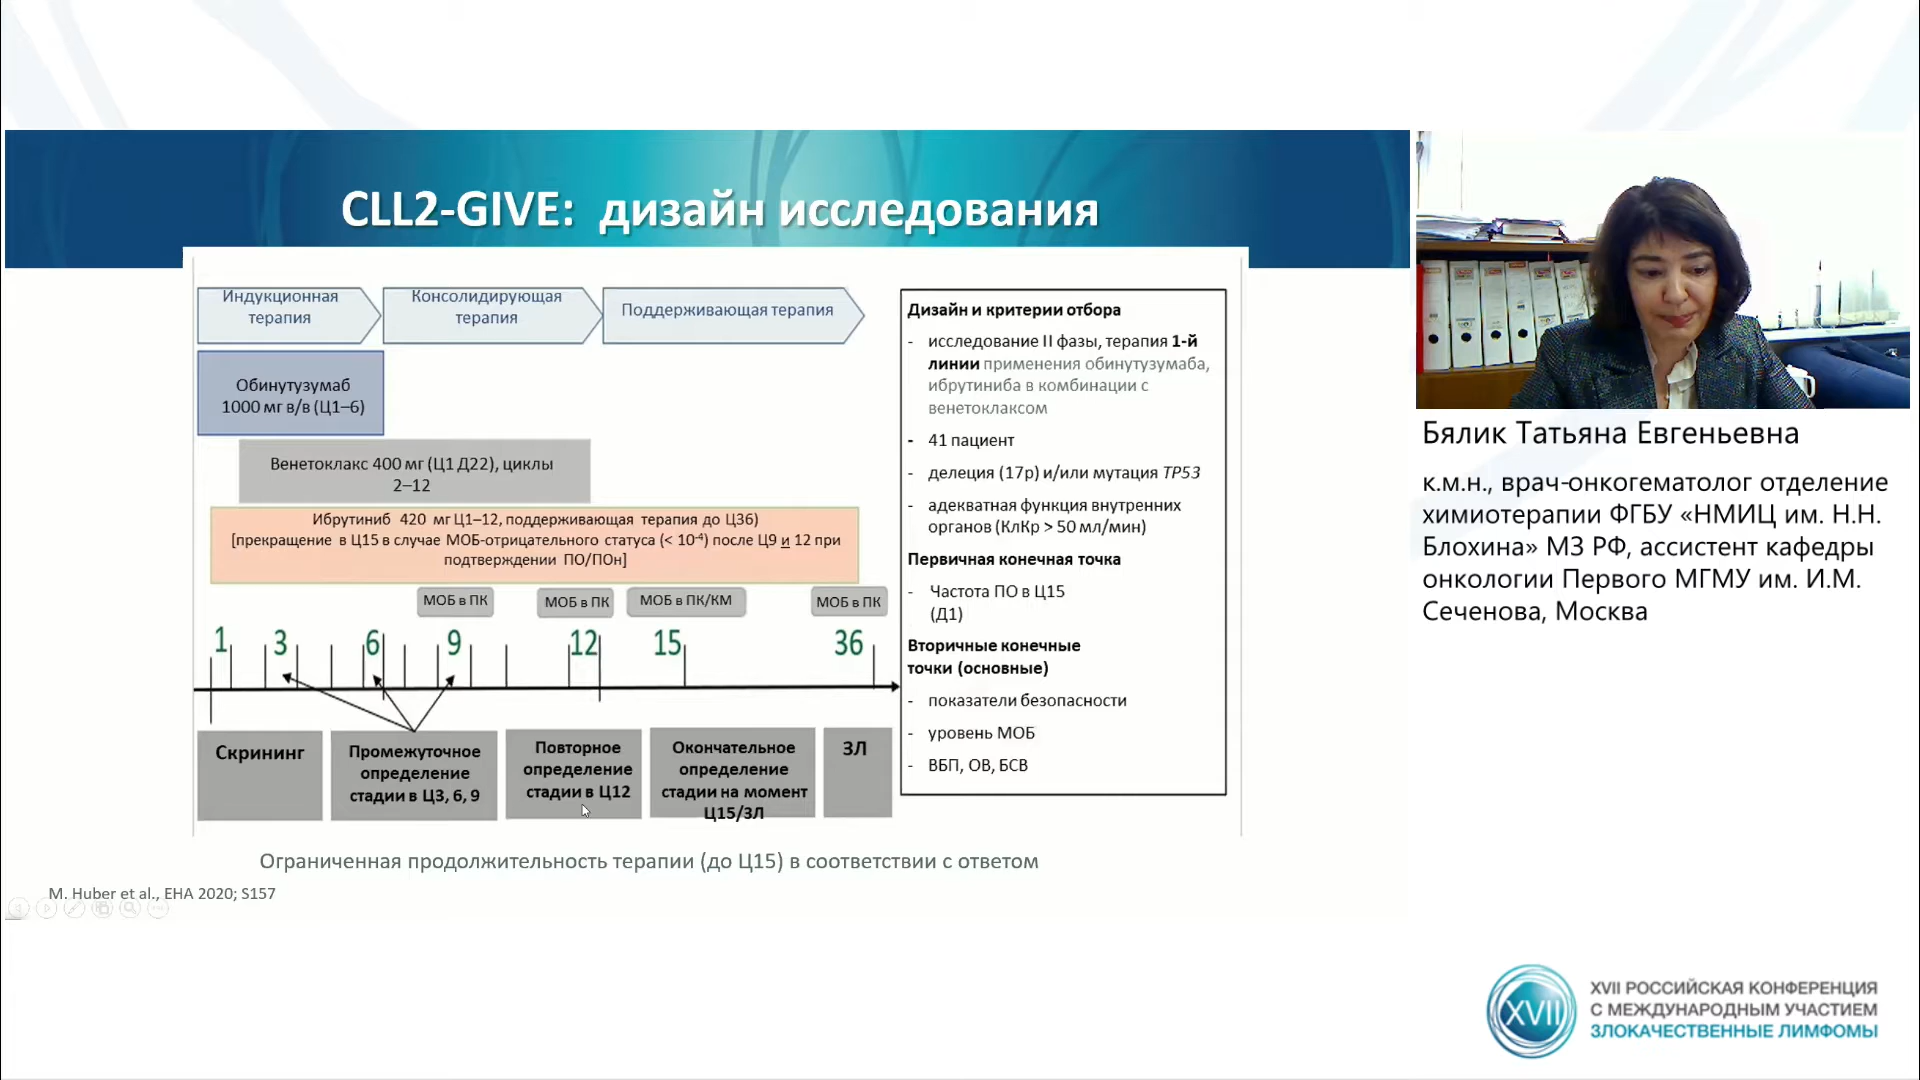 CLL2-GIVE: дизайн исследования
Индукционная
терапия
Консолидирующая
терапия
Поддерживающая терапия
Обинутузумаб
1000 мг в/в (Ц1–6)
Венетоклакс 400 мг (Ц1 Д22), циклы
2–12
Ибрутиниб 420 мг Ц1–12, поддерживающая терапия до Ц36)
[прекращение в Ц15 в случае МОБ-отрицательного статуса (< 10⁻⁴) после Ц9 и 12 при
подтверждении ПО/ПОн]
МОБ в ПК
МОБ в ПК
МОБ в ПК/КМ
МОБ в ПК
1 3 6 9 12 15 36
Скрининг
Промежуточное
определение
стадии в Ц3, 6, 9
Повторное
определение
стадии в Ц12
Окончательное
определение
стадии на момент
Ц15/ЗЛ
ЗЛ
Дизайн и критерии отбора
- исследование II фазы, терапия 1-й
линии применения обинутузумаба,
ибрутиниба в комбинации с
венетоклаксом
- 41 пациент
- делеция (17p) и/или мутация TP53
- адекватная функция внутренних
органов (КлКр > 50 мл/мин)
Первичная конечная точка
- Частота ПО в Ц15
(Д1)
Вторичные конечные
точки (основные)
- показатели безопасности
- уровень МОБ
- ВБП, ОВ, БСВ
Ограниченная продолжительность терапии (до Ц15) в соответствии с ответом
M. Huber et al., EHA 2020; S157
Бялик Татьяна Евгеньевна
к.м.н., врач-онкогематолог отделение
химиотерапии ФГБУ «НМИЦ им. Н.Н.
Блохина» МЗ РФ, ассистент кафедры
онкологии Первого МГМУ им. И.М.
Сеченова, Москва
XVII
XVII РОССИЙСКАЯ КОНФЕРЕНЦИЯ
С МЕЖДУНАРОДНЫМ УЧАСТИЕМ
ЗЛОКАЧЕСТВЕННЫЕ ЛИМФОМЫ